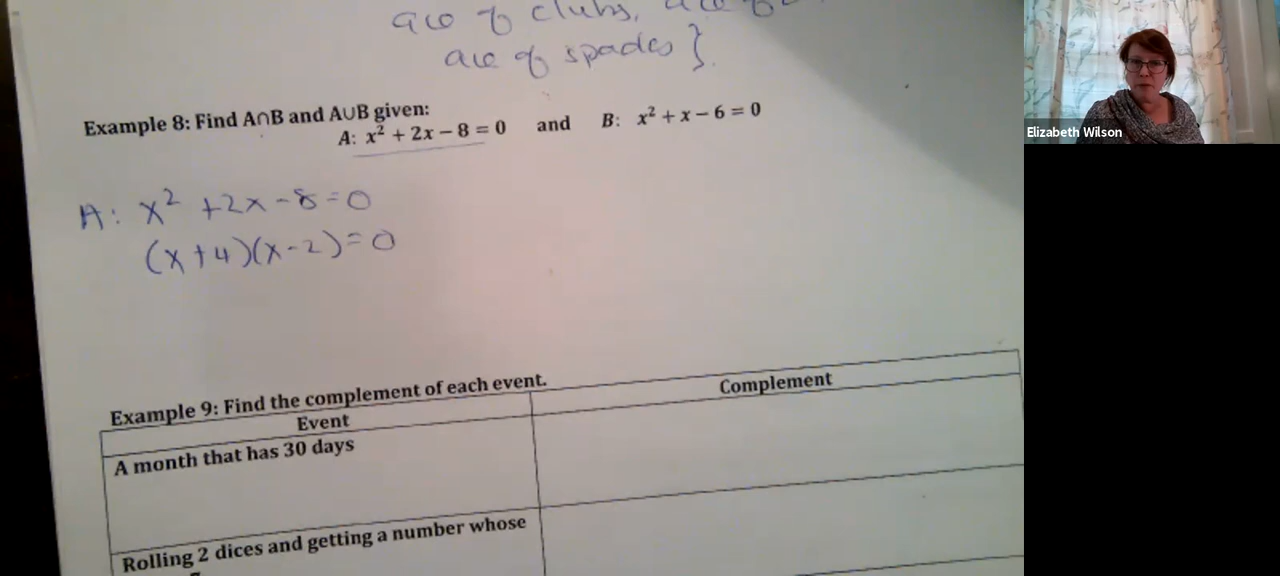 ace of clubs, ace of
ace of spades }.
Example 8: Find A∩B and A∪B given:
A: x² + 2x − 8 = 0 and B: x² + x − 6 = 0
A: x² + 2x − 8 = 0
(x + 4)(x − 2) = 0
Example 9: Find the complement of each event.
Event Complement
A month that has 30 days
Rolling 2 dices and getting a number whose
Elizabeth Wilson